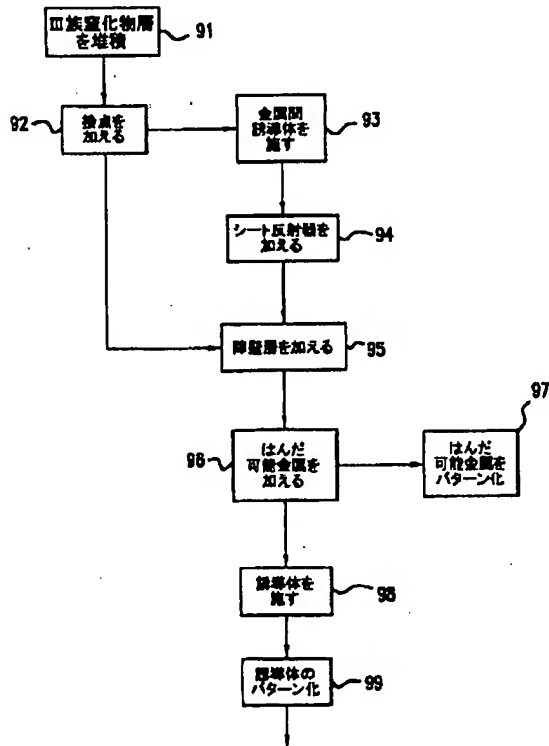 III族窒化物層
を堆積
91
92
接点を
加える
金属間
誘導体を
施す
93
シート反射器を
加える
94
障壁層を加える
95
96
はんだ
可能金属を
加える
97
はんだ
可能金属を
パターン化
誘導体を
施す
98
誘導体の
パターン化
99